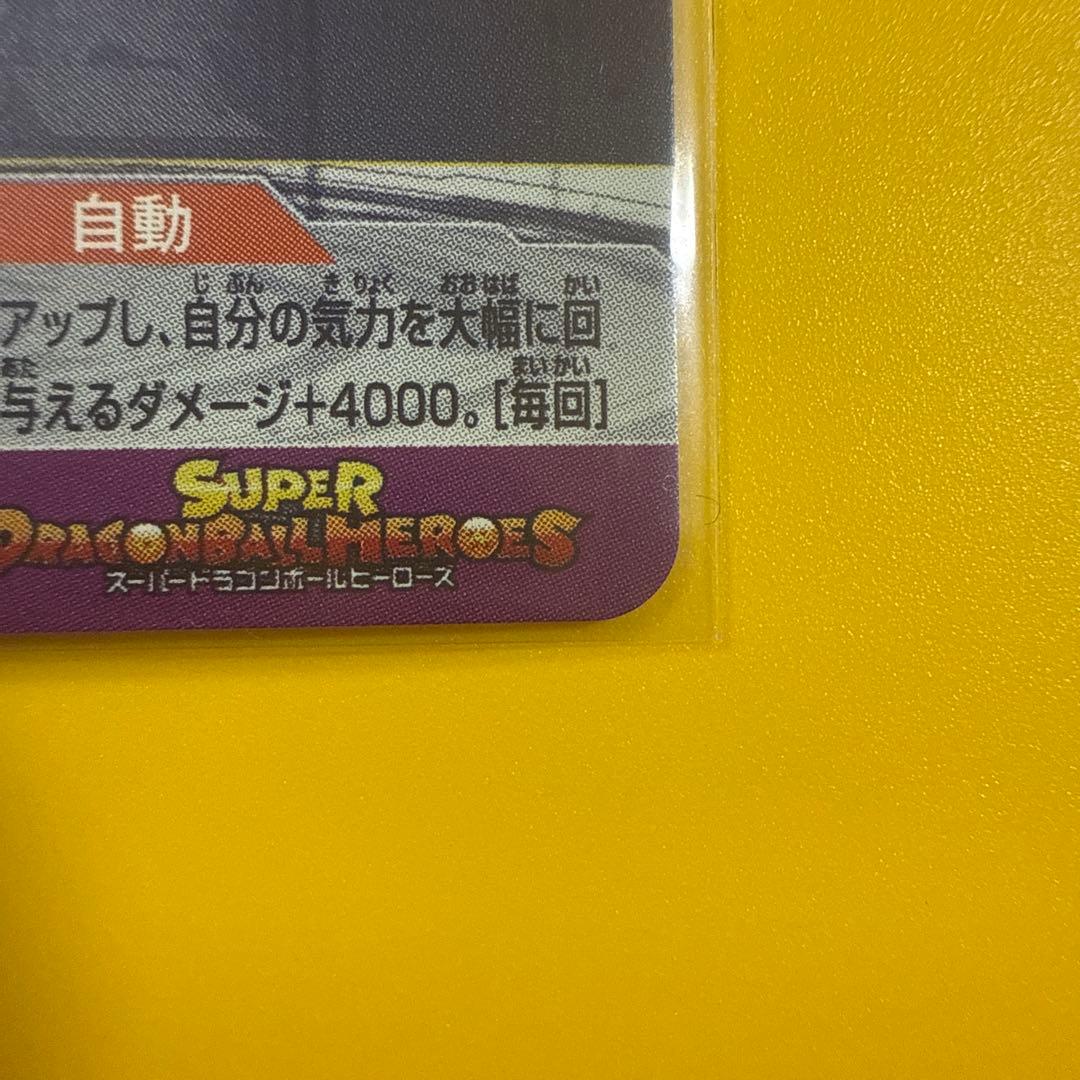 自動
じ ぶん き りょく おおはば かい
アップし、自分の気力を大幅に回
あた まいかい
与えるダメージ+4000。[毎回]
SUPER
DRAGONBALL HEROES
スーパードラゴンボールヒーローズ